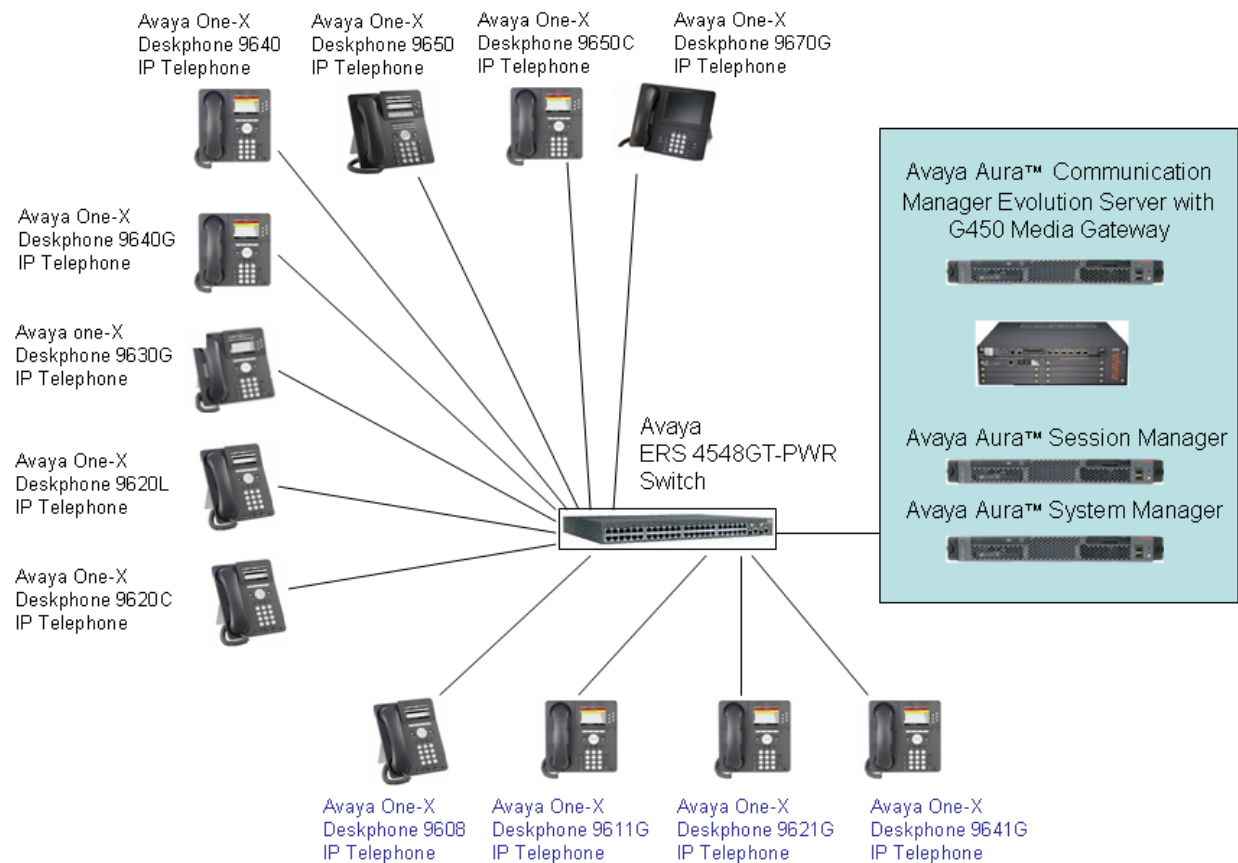 Avaya One-X
Deskphone 9640
IP Telephone
Avaya One-X
Deskphone 9650
IP Telephone
Avaya One-X
Deskphone 9650C
IP Telephone
Avaya One-X
Deskphone 9670G
IP Telephone
Avaya One-X
Deskphone 9640G
IP Telephone
Avaya one-X
Deskphone 9630G
IP Telephone
Avaya One-X
Deskphone 9620L
IP Telephone
Avaya One-X
Deskphone 9620C
IP Telephone
Avaya
ERS 4548GT-PWR
Switch
Avaya Aura™ Communication
Manager Evolution Server with
G450 Media Gateway
Avaya Aura™ Session Manager
Avaya Aura™ System Manager
Avaya One-X
Deskphone 9608
IP Telephone
Avaya One-X
Deskphone 9611G
IP Telephone
Avaya One-X
Deskphone 9621G
IP Telephone
Avaya One-X
Deskphone 9641G
IP Telephone